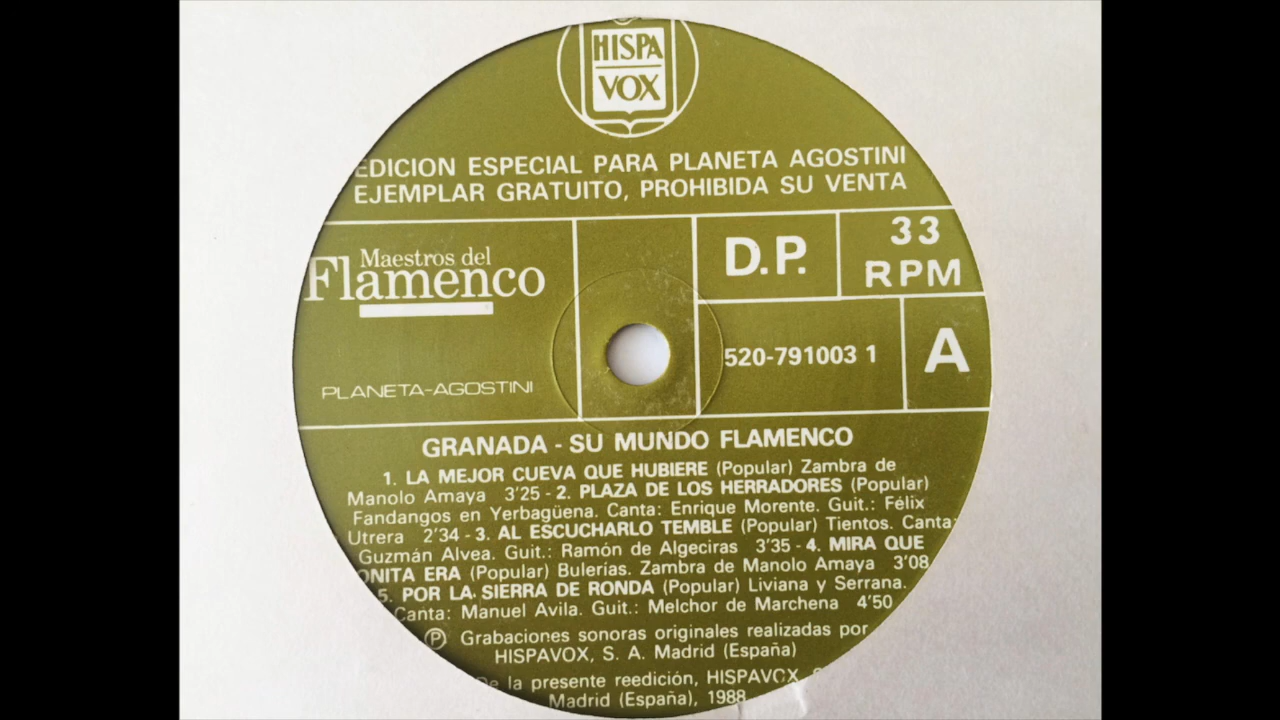 HISPA
VOX
EDICION ESPECIAL PARA PLANETA AGOSTINI
EJEMPLAR GRATUITO, PROHIBIDA SU VENTA
Maestros del
Flamenco
PLANETA-AGOSTINI
D.P.
33
RPM
520-791003 1
A
GRANADA - SU MUNDO FLAMENCO
1. LA MEJOR CUEVA QUE HUBIERE (Popular) Zambra de
Manolo Amaya 3'25 - 2. PLAZA DE LOS HERRADORES (Popular)
Fandangos en Yerbagüena. Canta: Enrique Morente. Guit.: Félix
Utrera 2'34 - 3. AL ESCUCHARLO TEMBLE (Popular) Tientos. Canta:
Guzmán Alvea. Guit.: Ramón de Algeciras 3'35 - 4. MIRA QUE
ONITA ERA (Popular) Bulerías. Zambra de Manolo Amaya 3'08
5. POR LA SIERRA DE RONDA (Popular) Liviana y Serrana.
Canta: Manuel Avila. Guit.: Melchor de Marchena 4'50
Ⓟ Grabaciones sonoras originales realizadas por
HISPAVOX, S. A. Madrid (España)
De la presente reedición, HISPAVOX,
Madrid (España), 1988